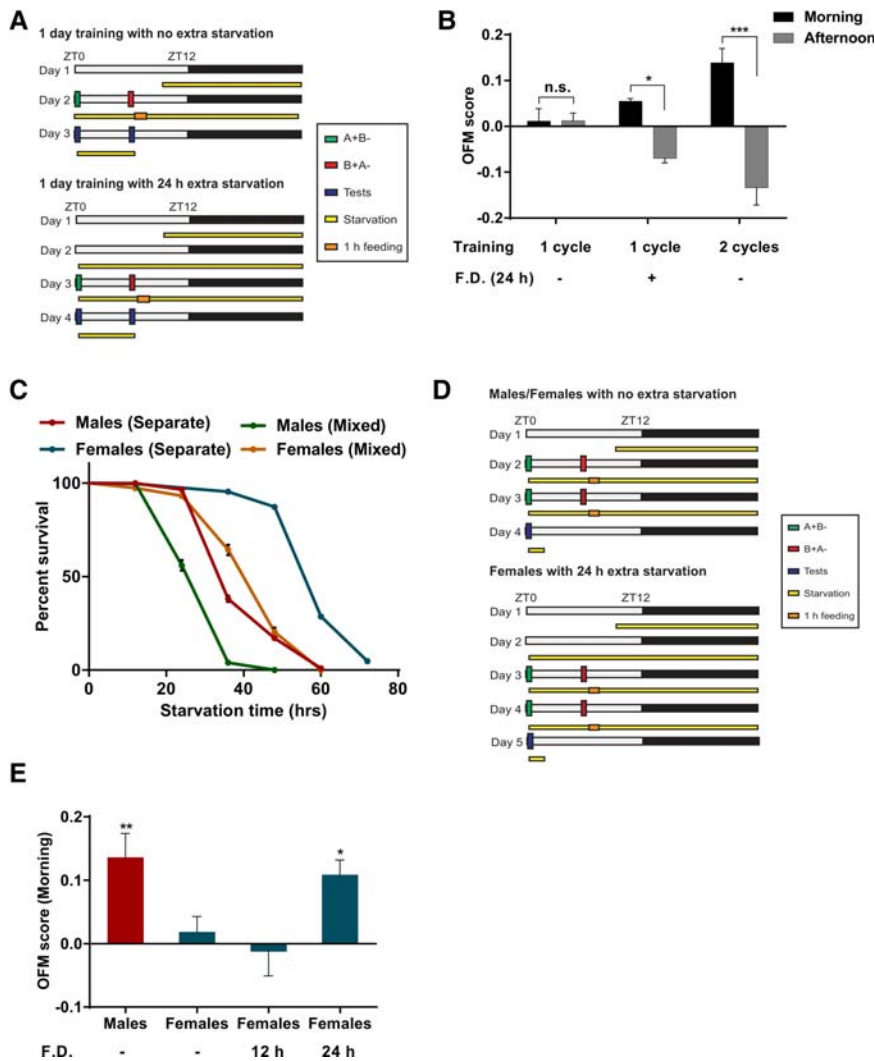 A
1 day training with no extra starvation
ZT0 ZT12
Day 1
Day 2
Day 3
A+B-
B+A-
Tests
Starvation
1 h feeding
1 day training with 24 h extra starvation
ZT0 ZT12
Day 1
Day 2
Day 3
Day 4
B
Morning
Afternoon
OFM score
0.2
0.1
0.0
-0.1
-0.2
n.s.
*
***
Training 1 cycle 1 cycle 2 cycles
F.D. (24 h) - + -
C
Males (Separate) Males (Mixed)
Females (Separate) Females (Mixed)
Percent survival
100
50
0
0 20 40 60 80
Starvation time (hrs)
D
Males/Females with no extra starvation
ZT0 ZT12
Day 1
Day 2
Day 3
Day 4
A+B-
B+A-
Tests
Starvation
1 h feeding
Females with 24 h extra starvation
ZT0 ZT12
Day 1
Day 2
Day 3
Day 4
Day 5
E
OFM score (Morning)
0.2
0.1
0.0
-0.1
**
*
Males Females Females Females
F.D. - - 12 h 24 h